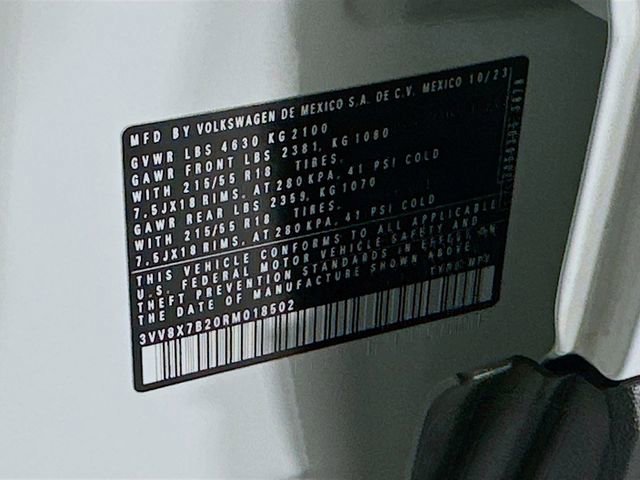 MFD BY VOLKSWAGEN DE MEXICO S.A. DE C.V. MEXICO 10/23
GVWR LBS 4630 KG 2100
GAWR FRONT LBS 2381, KG 1080
WITH 215/55 R18 TIRES,
7.5JX18 RIMS, AT 280 KPA, 41 PSI COLD
GAWR REAR LBS 2359, KG 1070
WITH 215/55 R18 TIRES,
7.5JX18 RIMS, AT 280 KPA, 41 PSI COLD
THIS VEHICLE CONFORMS TO ALL APPLICABLE
U.S. FEDERAL MOTOR VEHICLE SAFETY AND
THEFT PREVENTION STANDARDS IN EFFECT ON
THE DATE OF MANUFACTURE SHOWN ABOVE.
3VV8X7B20RM018502 TYPE: MPV